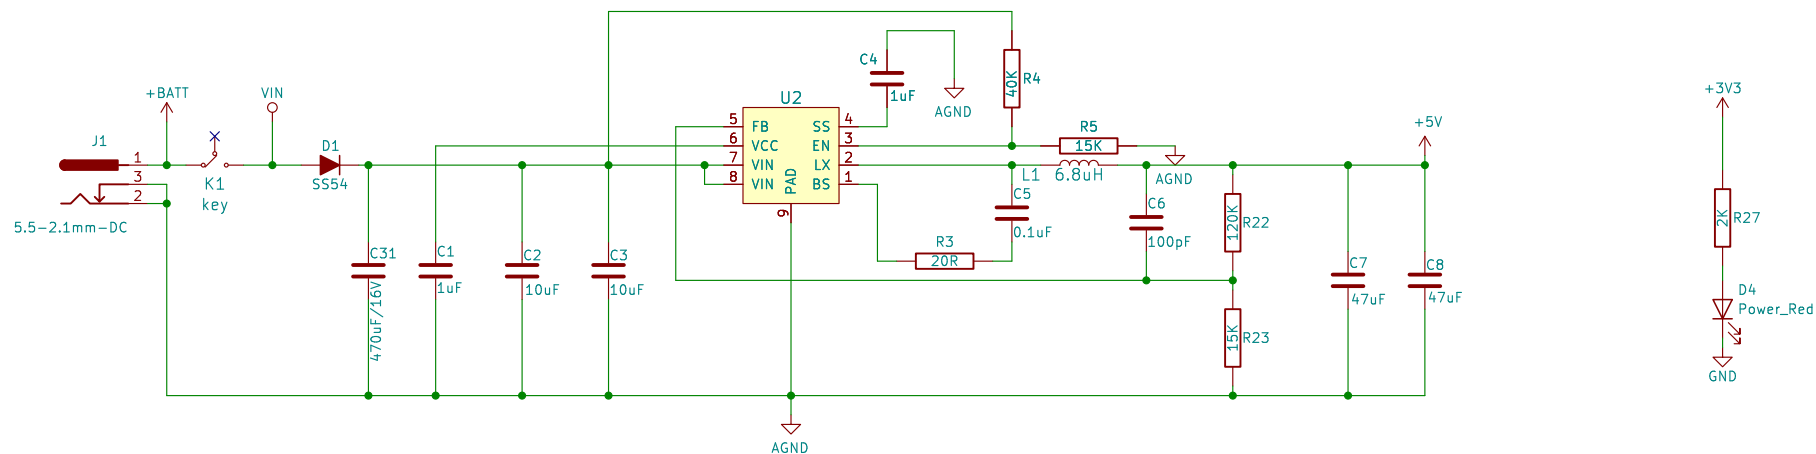 +BATT
VIN
J1
1
3
2
5.5-2.1mm-DC
K1
key
D1
SS54
C31
470uF/16V
C1
1uF
C2
10uF
C3
10uF
U2
5
FB
6
VCC
7
VIN
8
VIN
SS
4
EN
3
LX
2
BS
1
PAD
9
AGND
C4
1uF
AGND
R4
40K
R5
15K
AGND
L1
6.8uH
C5
0.1uF
R3
20R
C6
100pF
R22
120K
R23
15K
C7
47uF
C8
47uF
+5V
+3V3
R27
2K
D4
Power_Red
GND